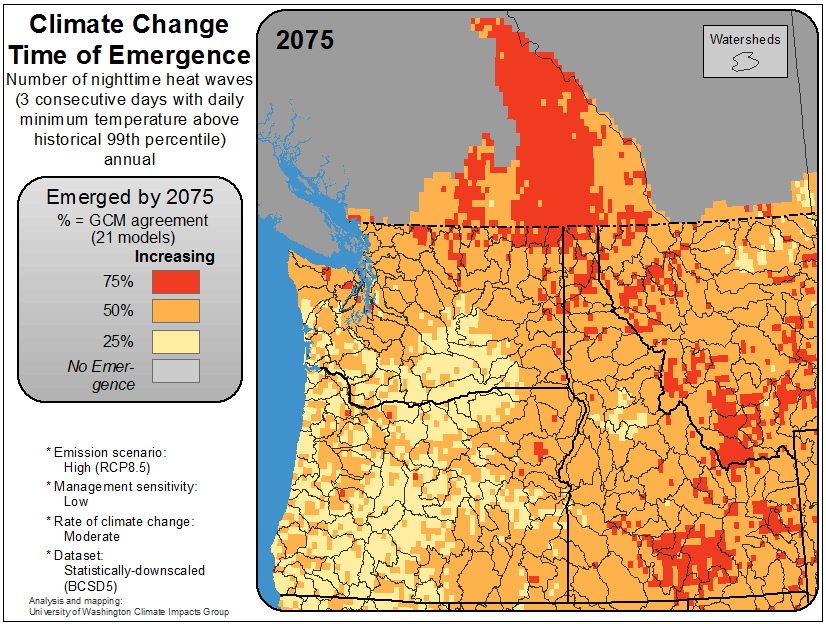 Climate Change
Time of Emergence
Number of nighttime heat waves
(3 consecutive days with daily
minimum temperature above
historical 99th percentile)
annual
Emerged by 2075
% = GCM agreement
(21 models)
Increasing
75%
50%
25%
No Emer-
gence
* Emission scenario:
High (RCP8.5)
* Management sensitivity:
Low
* Rate of climate change:
Moderate
* Dataset:
Statistically-downscaled
(BCSD5)
Analysis and mapping:
University of Washington Climate Impacts Group
2075
Watersheds